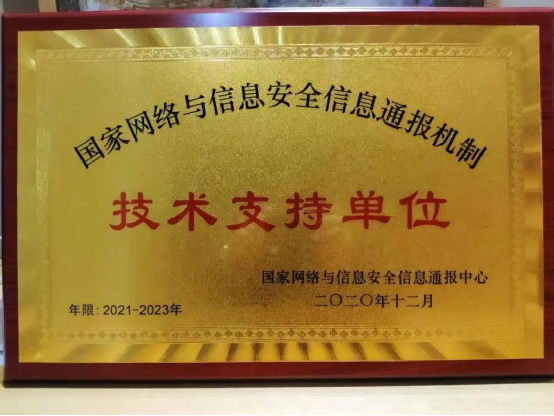 国家网络与信息安全信息通报机制
技术支持单位
国家网络与信息安全信息通报中心
年限:2021-2023年
二〇二〇年十二月